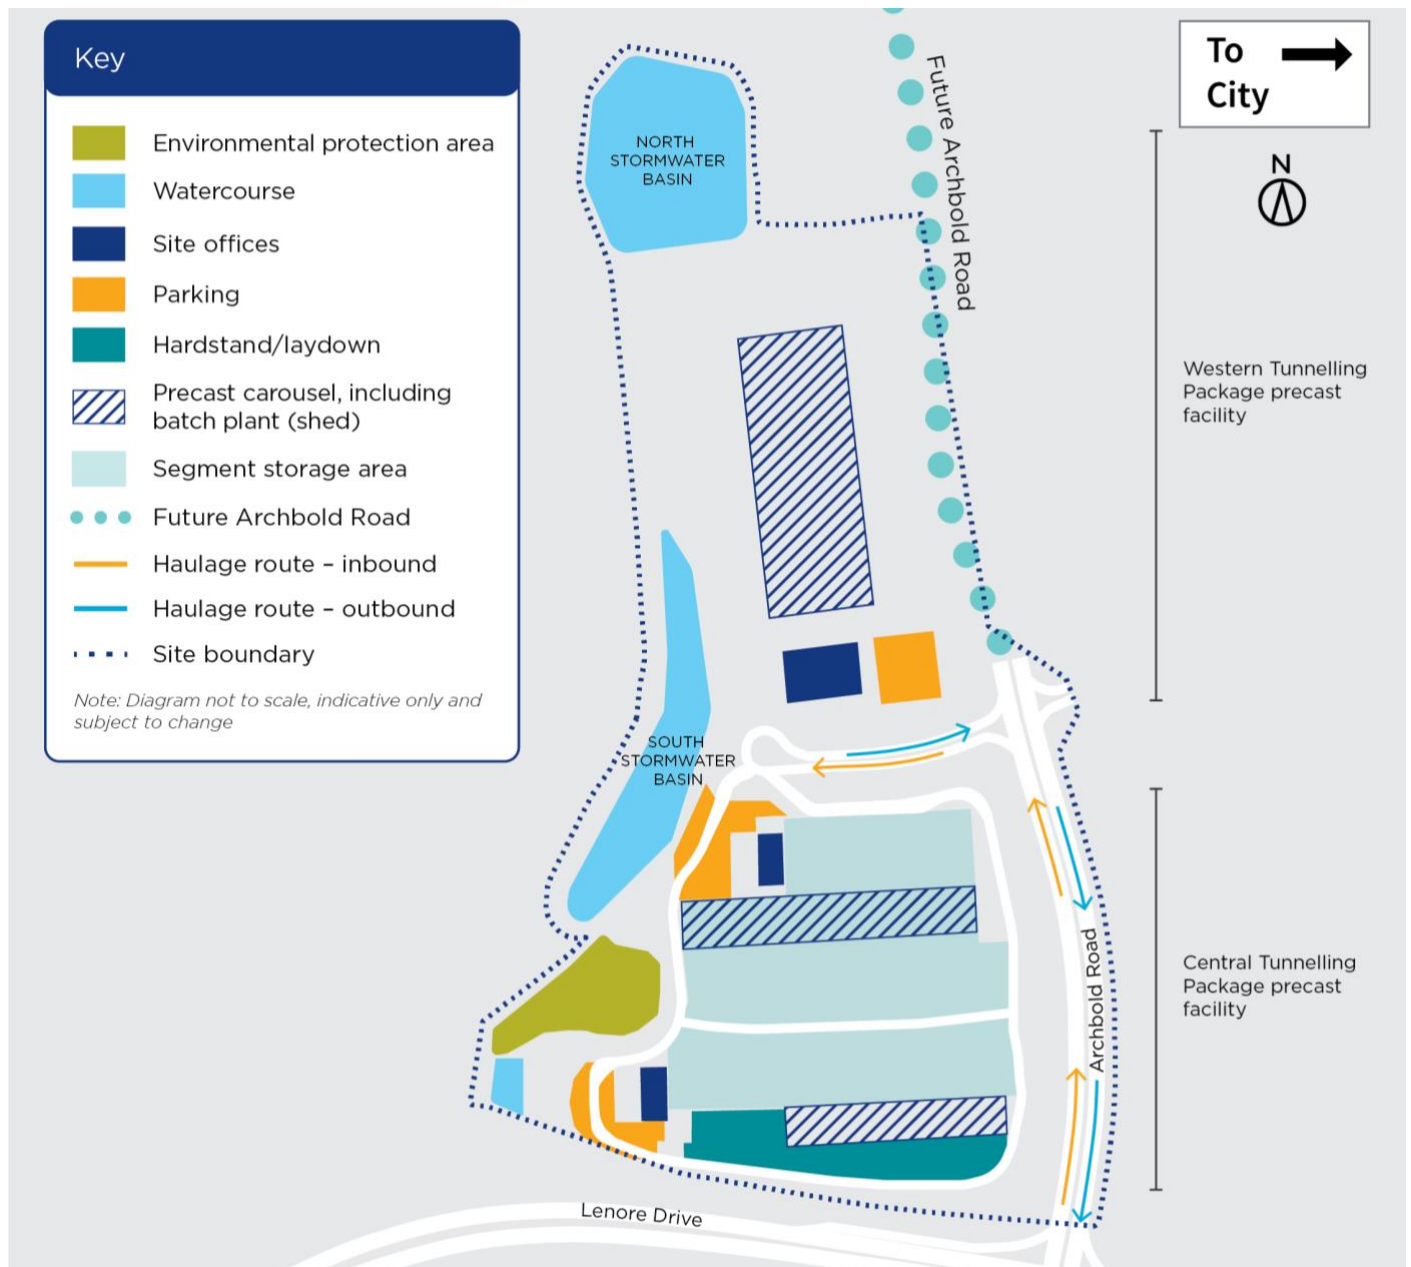 Key
Environmental protection area
Watercourse
Site offices
Parking
Hardstand/laydown
Precast carousel, including
batch plant (shed)
Segment storage area
Future Archbold Road
Haulage route – inbound
Haulage route – outbound
Site boundary
Note: Diagram not to scale, indicative only and
subject to change
NORTH
STORMWATER
BASIN
Future Archbold Road
To
City
N
Western Tunnelling
Package precast
facility
SOUTH
STORMWATER
BASIN
Archbold Road
Central Tunnelling
Package precast
facility
Lenore Drive